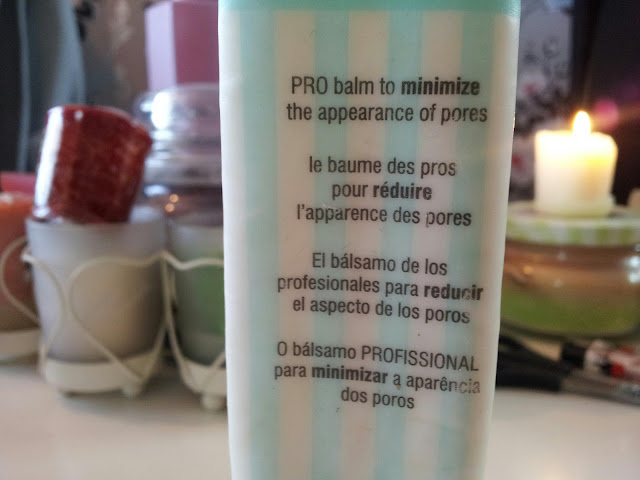 PRO balm to minimize
the appearance of pores
le baume des pros
pour réduire
l'apparence des pores
El bálsamo de los
profesionales para reducir
el aspecto de los poros
O bálsamo PROFISSIONAL
para minimizar a aparência
dos poros